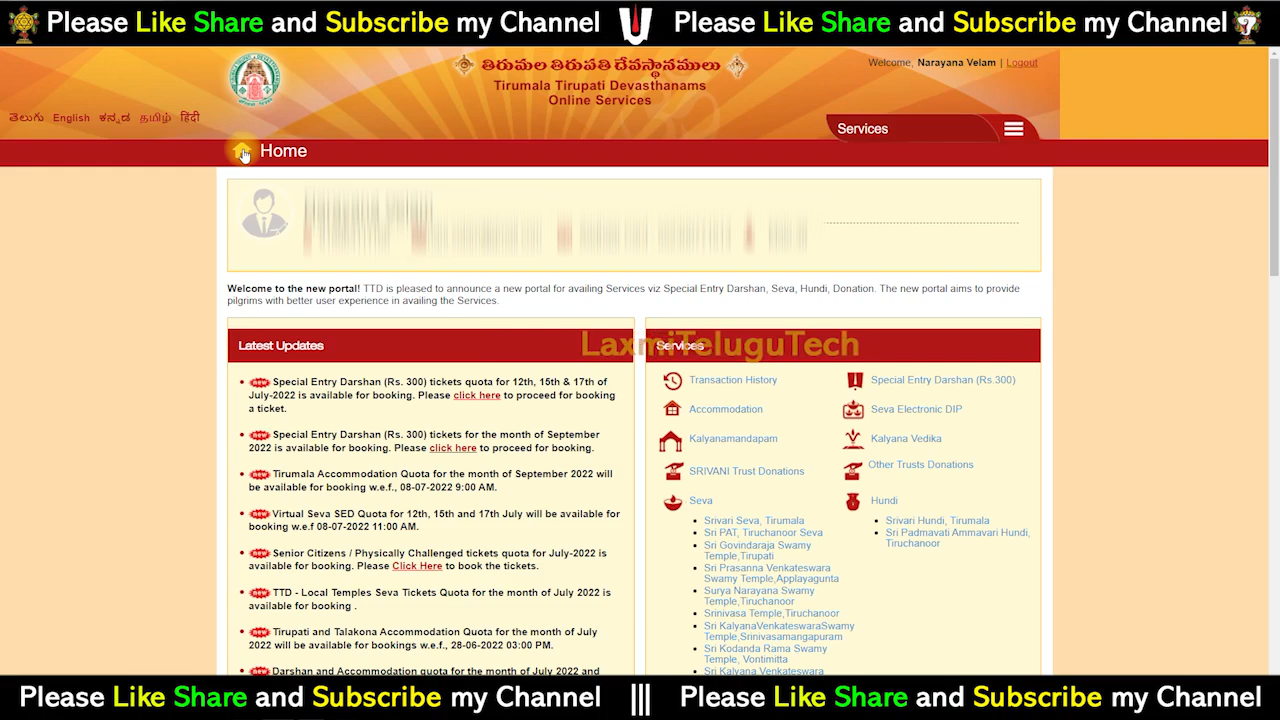 Please Like Share and Subscribe my Channel Please Like Share and Subscribe my Channel
తిరుమల తిరుపతి దేవస్థానములు
Tirumala Tirupati Devasthanams
Online Services
Welcome, Narayana Velam | Logout
తెలుగు English ಕನ್ನಡ தமிழ் हिंदी
Services
Home
Welcome to the new portal! TTD is pleased to announce a new portal for availing Services viz Special Entry Darshan, Seva, Hundi, Donation. The new portal aims to provide
pilgrims with better user experience in availing the Services.
Latest Updates
new Special Entry Darshan (Rs. 300) tickets quota for 12th, 15th & 17th of
July-2022 is available for booking. Please click here to proceed for booking
a ticket.
new Special Entry Darshan (Rs. 300) tickets for the month of September
2022 is available for booking. Please click here to proceed for booking.
new Tirumala Accommodation Quota for the month of September 2022 will
be available for booking w.e.f., 08-07-2022 9:00 AM.
new Virtual Seva SED Quota for 12th, 15th and 17th July will be available for
booking w.e.f 08-07-2022 11:00 AM.
new Senior Citizens / Physically Challenged tickets quota for July-2022 is
available for booking. Please Click Here to book the tickets.
new TTD - Local Temples Seva Tickets Quota for the month of July 2022 is
available for booking .
new Tirupati and Talakona Accommodation Quota for the month of July
2022 will be available for bookings w.e.f., 28-06-2022 03:00 PM.
new Darshan and Accommodation quota for the month of July 2022 and
Services
LaxmiTeluguTech
Transaction History
Special Entry Darshan (Rs.300)
Accommodation
Seva Electronic DIP
Kalyanamandapam
Kalyana Vedika
SRIVANI Trust Donations
Other Trusts Donations
Seva
Srivari Seva, Tirumala
Sri PAT, Tiruchanoor Seva
Sri Govindaraja Swamy
Temple,Tirupati
Sri Prasanna Venkateswara
Swamy Temple,Applayagunta
Surya Narayana Swamy
Temple,Tiruchanoor
Srinivasa Temple,Tiruchanoor
Sri KalyanaVenkateswaraSwamy
Temple,Srinivasamangapuram
Sri Kodanda Rama Swamy
Temple, Vontimitta
Sri Kalyana Venkateswara
Hundi
Srivari Hundi, Tirumala
Sri Padmavati Ammavari Hundi,
Tiruchanoor
Please Like Share and Subscribe my Channel ||| Please Like Share and Subscribe my Channel